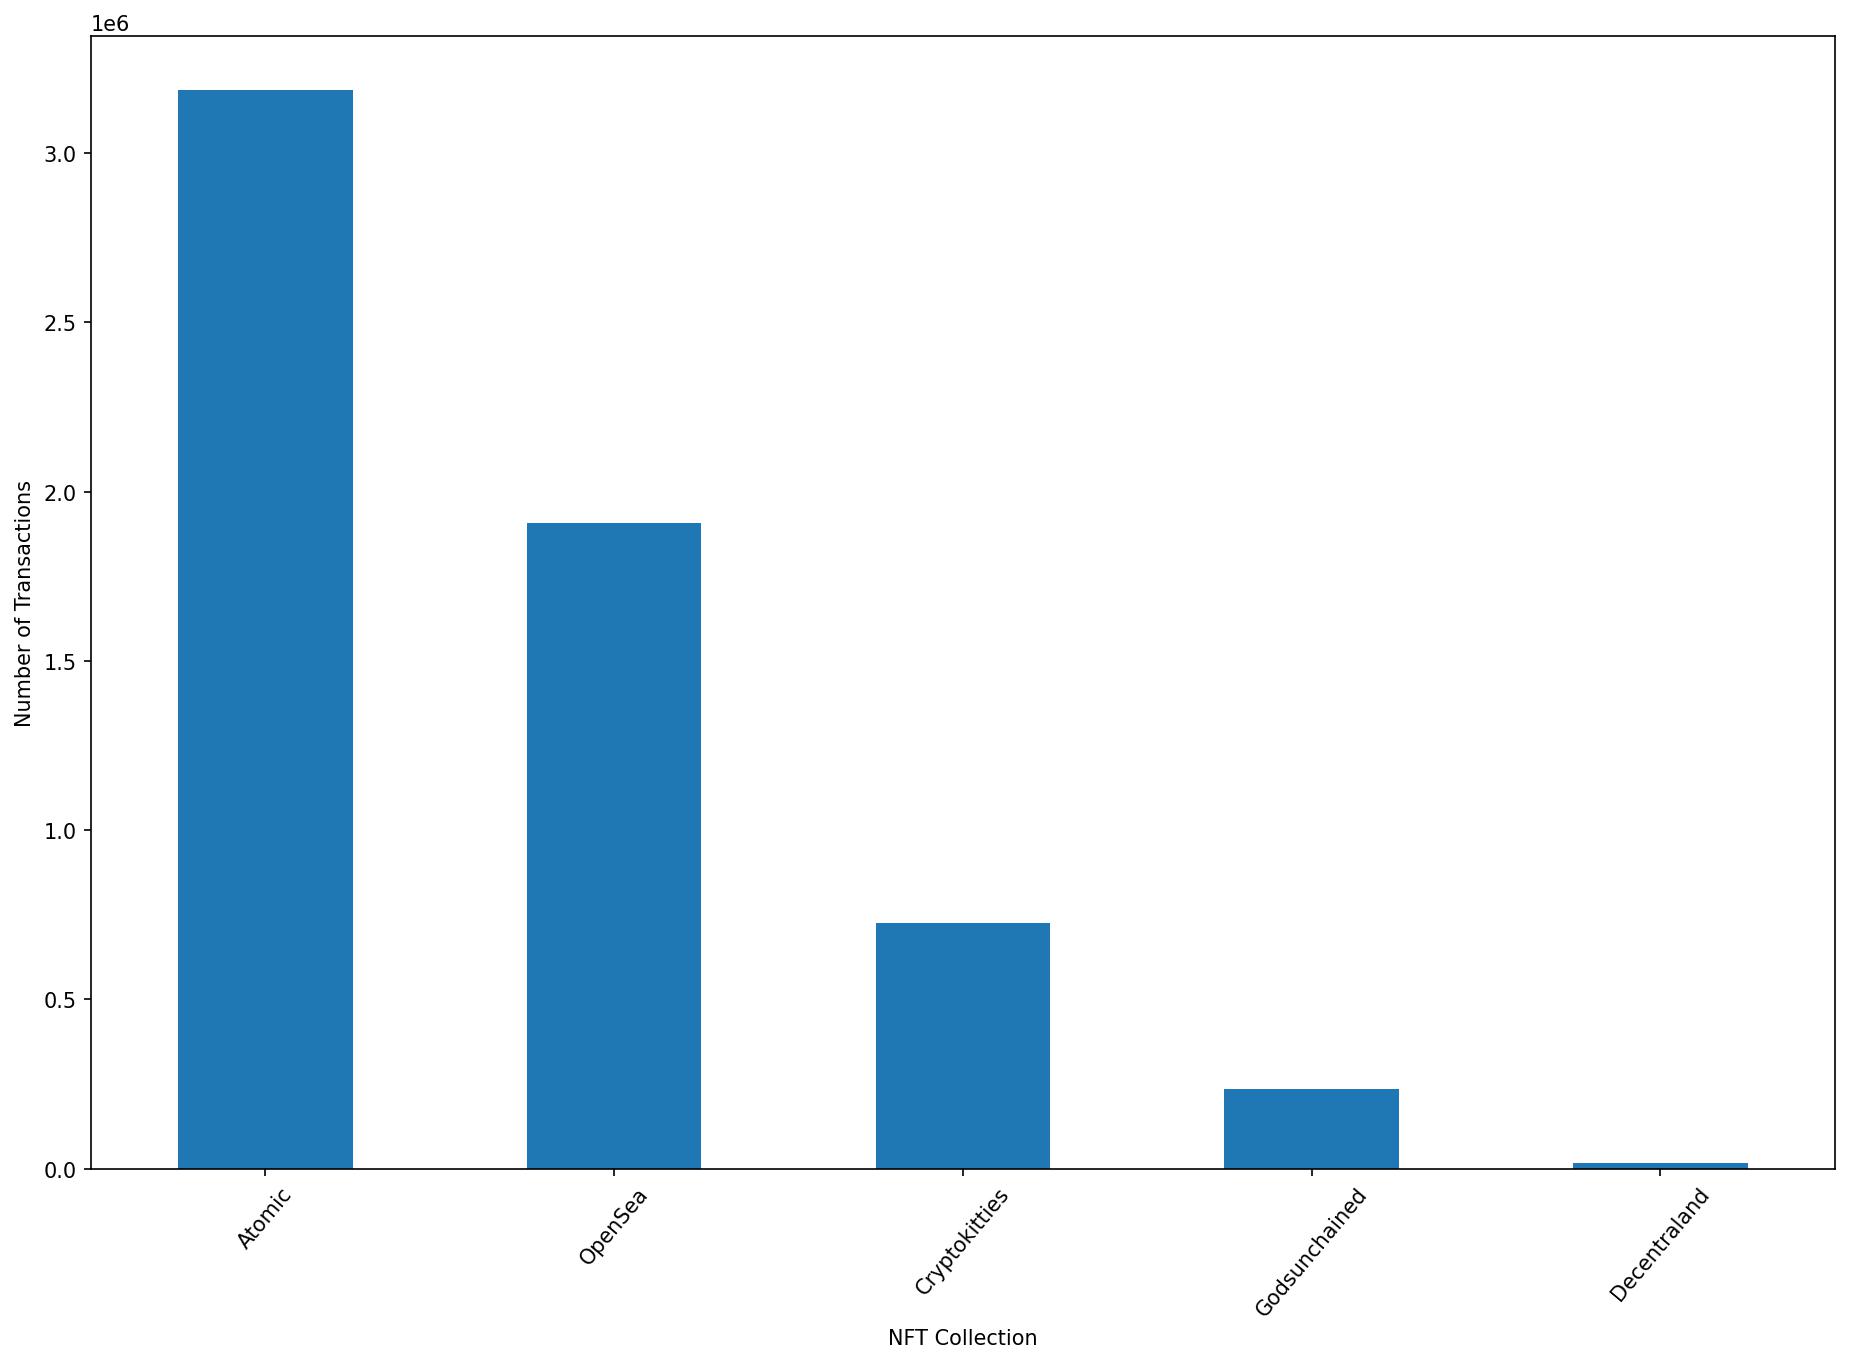 1e6
3.0
2.5
2.0
1.5
1.0
0.5
0.0
Number of Transactions
Atomic
OpenSea
Cryptokitties
Godsunchained
Decentraland
NFT Collection